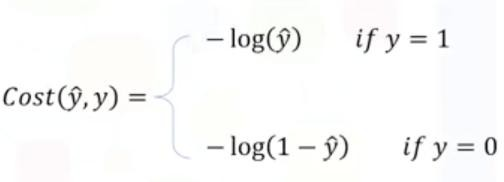 − log(ŷ) if y = 1
Cost(ŷ, y) =
− log(1 − ŷ) if y = 0